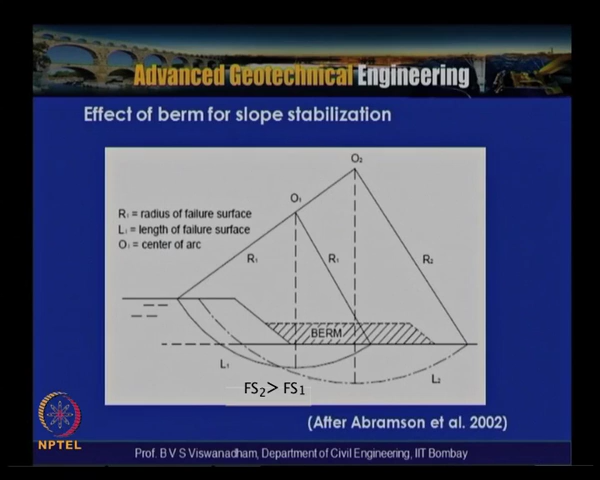 Advanced Geotechnical Engineering
Effect of berm for slope stabilization
O₂
O₁
R₁ = radius of failure surface
L₁ = length of failure surface
O₁ = center of arc
R₁
R₁
R₂
BERM
L₁
L₂
FS₂> FS₁
(After Abramson et al. 2002)
NPTEL
Prof. B V S Viswanadham, Department of Civil Engineering, IIT Bombay